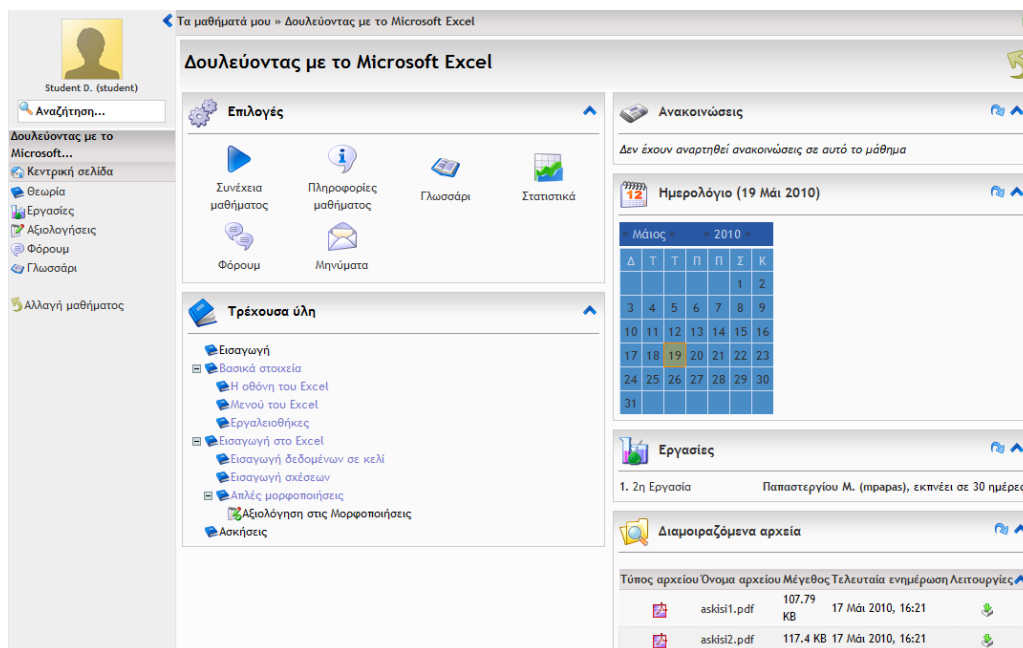 Τα μαθήματά μου » Δουλεύοντας με το Microsoft Excel
Student D. (student)
Αναζήτηση...
Δουλεύοντας με το
Microsoft...
Κεντρική σελίδα
Θεωρία
Εργασίες
Αξιολογήσεις
Φόρουμ
Γλωσσάρι
Αλλαγή μαθήματος
Δουλεύοντας με το Microsoft Excel
Επιλογές
Συνέχεια
μαθήματος
Πληροφορίες
μαθήματος
Γλωσσάρι
Στατιστικά
Φόρουμ
Μηνύματα
Τρέχουσα ύλη
Εισαγωγή
Βασικά στοιχεία
Η οθόνη του Excel
Μενού του Excel
Εργαλειοθήκες
Εισαγωγή στο Excel
Εισαγωγή δεδομένων σε κελί
Εισαγωγή σχέσεων
Απλές μορφοποιήσεις
Αξιολόγηση στις Μορφοποιήσεις
Ασκήσεις
Ανακοινώσεις
Δεν έχουν αναρτηθεί ανακοινώσεις σε αυτό το μάθημα
12
Ημερολόγιο (19 Μάι 2010)
« Μάιος » « 2010 »
Δ Τ Τ Π Π Σ Κ
1 2
3 4 5 6 7 8 9
10 11 12 13 14 15 16
17 18 19 20 21 22 23
24 25 26 27 28 29 30
31
Εργασίες
1. 2η Εργασία Παπαστεργίου Μ. (mpapas), εκπνέει σε 30 ημέρες
Διαμοιραζόμενα αρχεία
Τύπος αρχείου Όνομα αρχείου Μέγεθος Τελευταία ενημέρωση Λειτουργίες
askisi1.pdf 107.79 KB 17 Μάι 2010, 16:21
askisi2.pdf 117.4 KB 17 Μάι 2010, 16:21